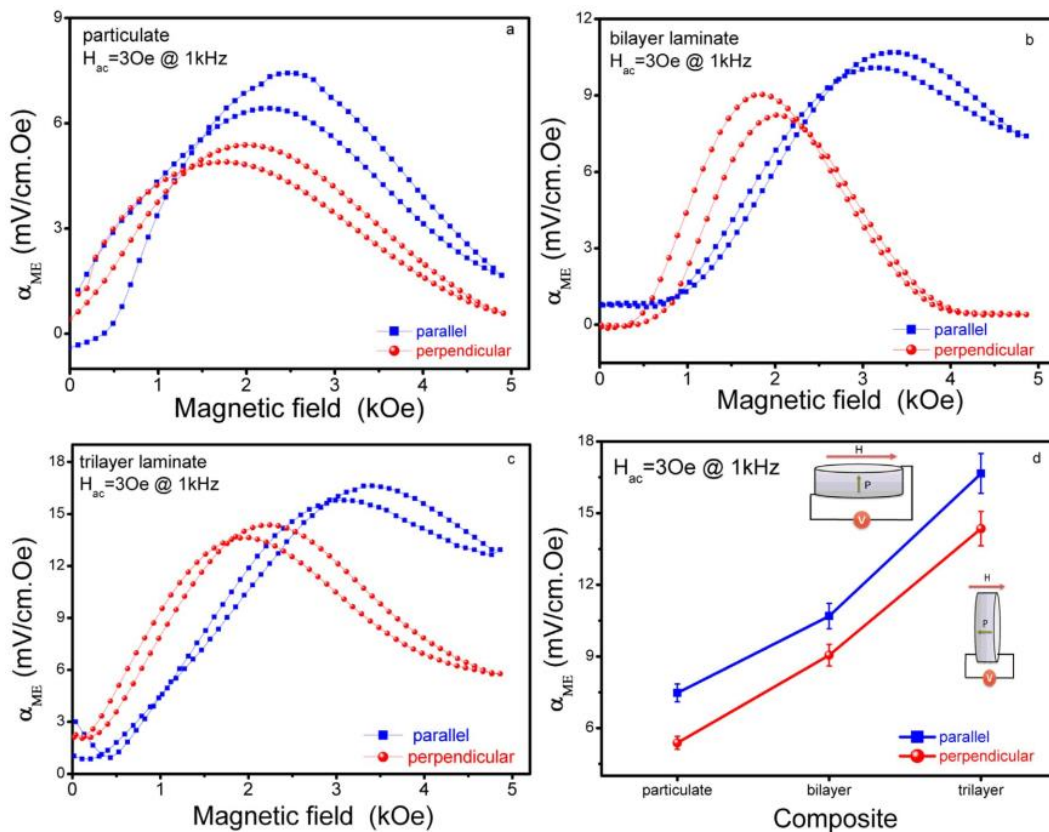 a
particulate
H_ac=3Oe @ 1kHz
9
6
3
0
α_ME (mV/cm.Oe)
parallel
perpendicular
0 1 2 3 4 5
Magnetic field (kOe)
b
bilayer laminate
H_ac=3Oe @ 1kHz
12
9
6
3
0
α_ME (mV/cm.Oe)
parallel
perpendicular
0 1 2 3 4 5
Magnetic field (kOe)
c
trilayer laminate
H_ac=3Oe @ 1kHz
18
15
12
9
6
3
0
α_ME (mV/cm.Oe)
parallel
perpendicular
0 1 2 3 4 5
Magnetic field (kOe)
d
H_ac=3Oe @ 1kHz
H
P
V
H
P
V
18
15
12
9
6
α_ME (mV/cm.Oe)
parallel
perpendicular
particulate bilayer trilayer
Composite